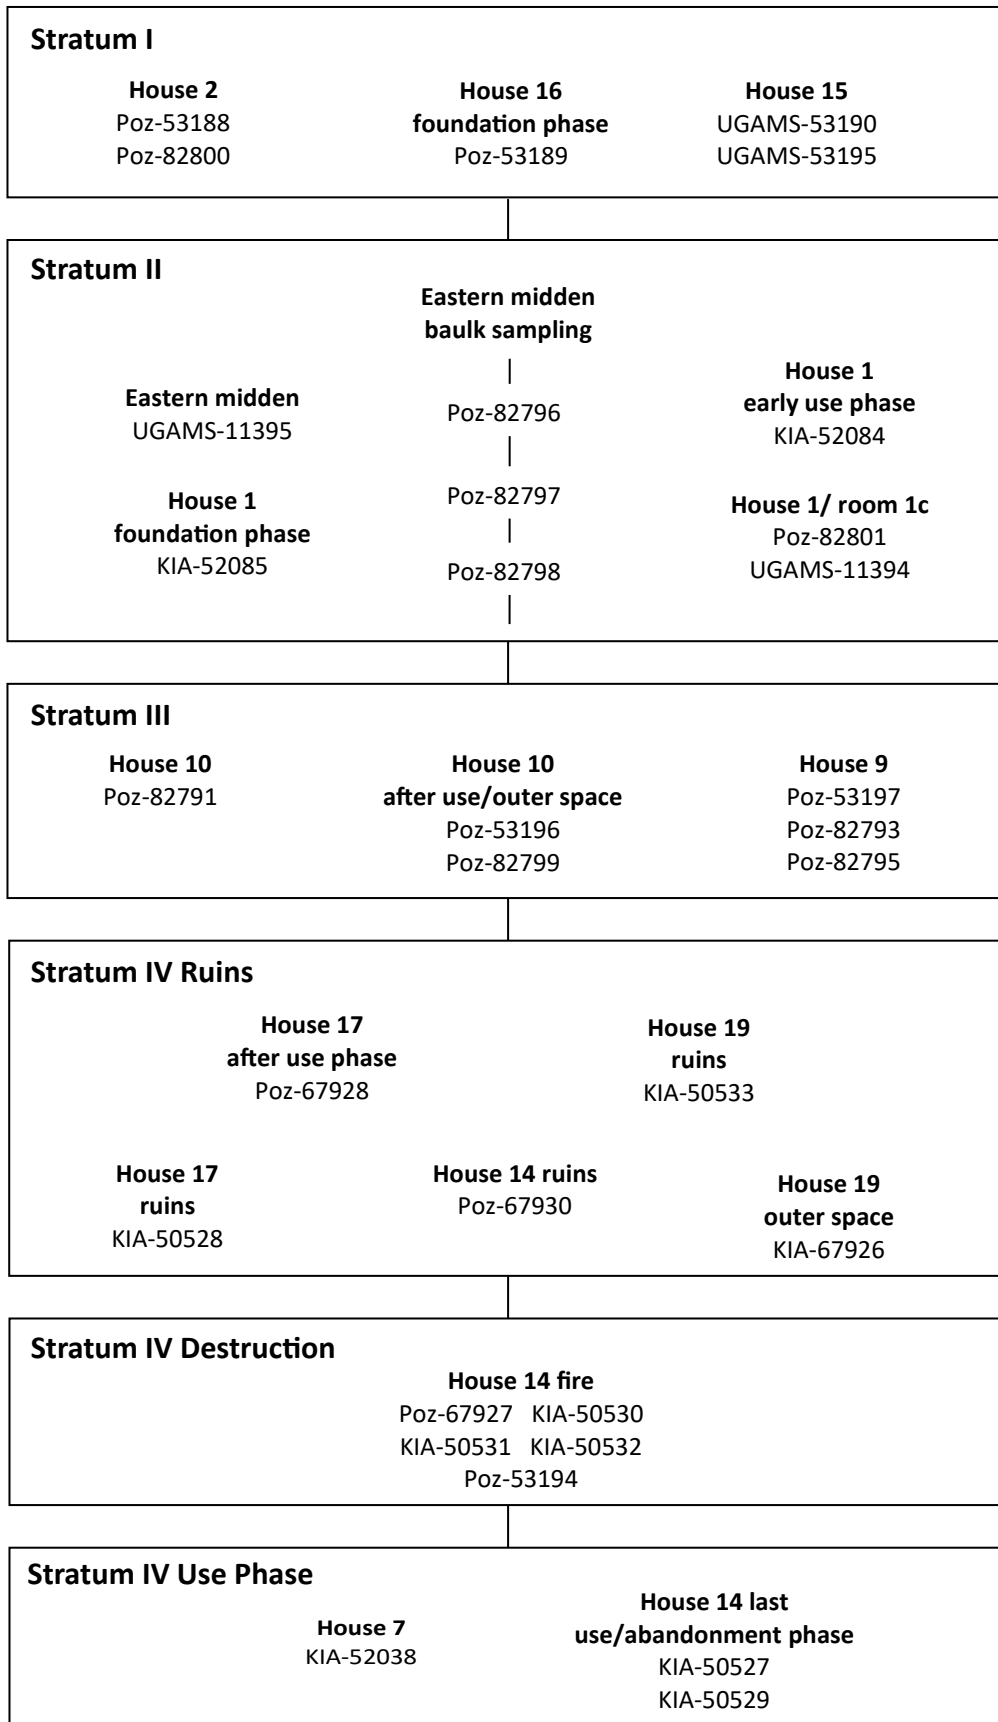 Stratum I
House 2
Poz-53188
Poz-82800
House 16
foundation phase
Poz-53189
House 15
UGAMS-53190
UGAMS-53195
Stratum II
Eastern midden
baulk sampling
Poz-82796
Poz-82797
Poz-82798
Eastern midden
UGAMS-11395
House 1
foundation phase
KIA-52085
House 1
early use phase
KIA-52084
House 1/ room 1c
Poz-82801
UGAMS-11394
Stratum III
House 10
Poz-82791
House 10
after use/outer space
Poz-53196
Poz-82799
House 9
Poz-53197
Poz-82793
Poz-82795
Stratum IV Ruins
House 17
after use phase
Poz-67928
House 19
ruins
KIA-50533
House 17
ruins
KIA-50528
House 14 ruins
Poz-67930
House 19
outer space
KIA-67926
Stratum IV Destruction
House 14 fire
Poz-67927 KIA-50530
KIA-50531 KIA-50532
Poz-53194
Stratum IV Use Phase
House 7
KIA-52038
House 14 last
use/abandonment phase
KIA-50527
KIA-50529